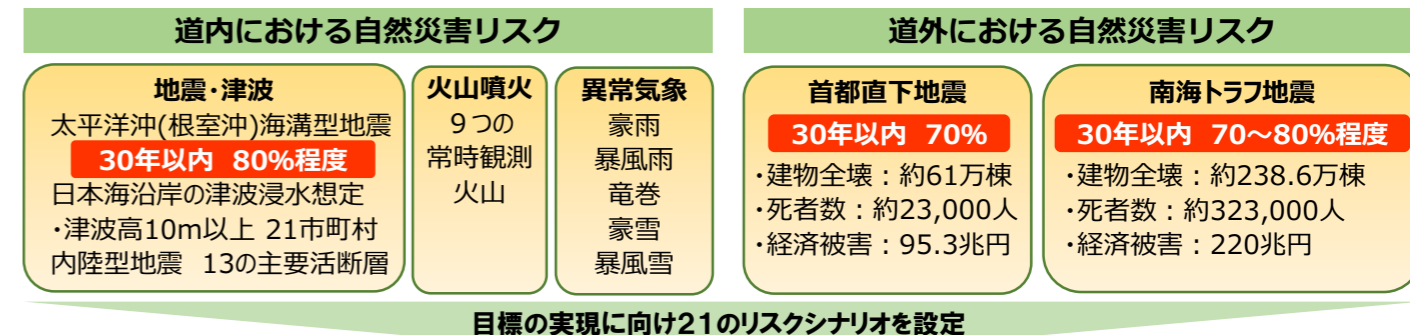 道内における自然災害リスク
地震・津波
太平洋沖(根室沖)海溝型地震
30年以内 80%程度
日本海沿岸の津波浸水想定
・津波高10m以上 21市町村
内陸型地震 13の主要活断層
火山噴火
9つの
常時観測
火山
異常気象
豪雨
暴風雨
竜巻
豪雪
暴風雪
道外における自然災害リスク
首都直下地震
30年以内 70%
・建物全壊：約61万棟
・死者数：約23,000人
・経済被害：95.3兆円
南海トラフ地震
30年以内 70～80%程度
・建物全壊：約238.6万棟
・死者数：約323,000人
・経済被害：220兆円
目標の実現に向け21のリスクシナリオを設定